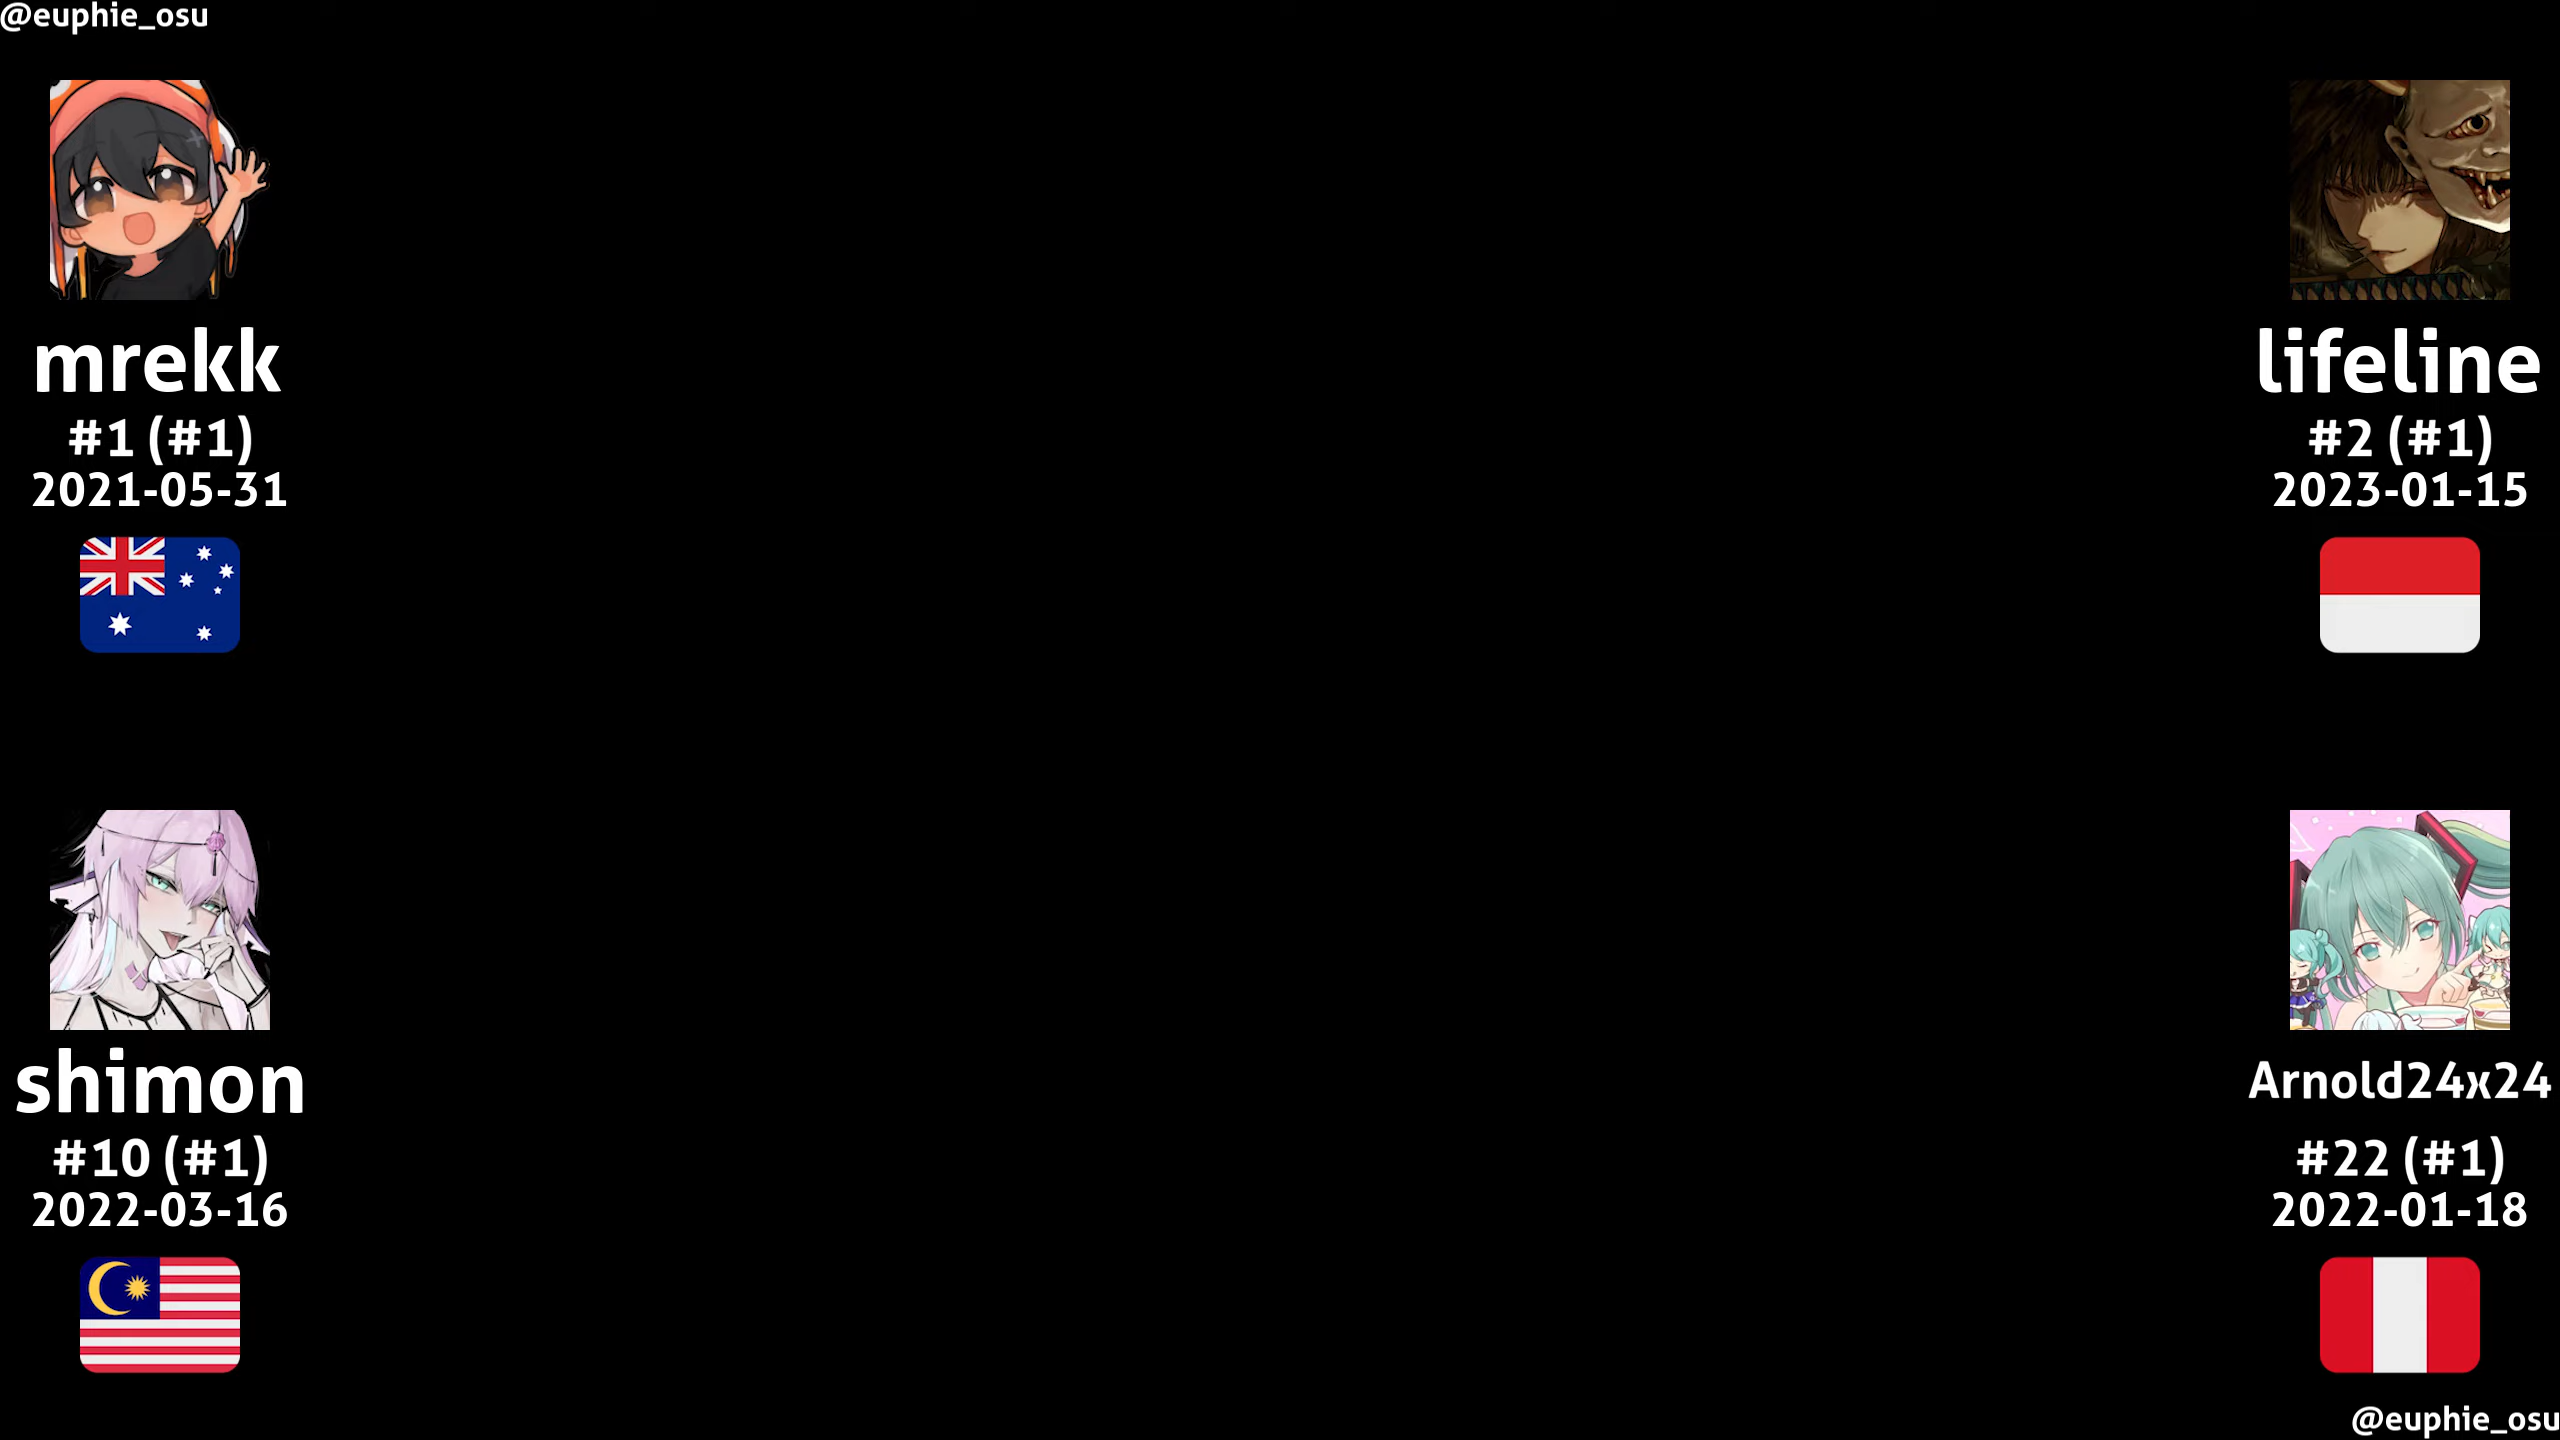 @euphie_osu
mrekk
#1 (#1)
2021-05-31
lifeline
#2 (#1)
2023-01-15
shimon
#10 (#1)
2022-03-16
Arnold24x24
#22 (#1)
2022-01-18
@euphie_osu